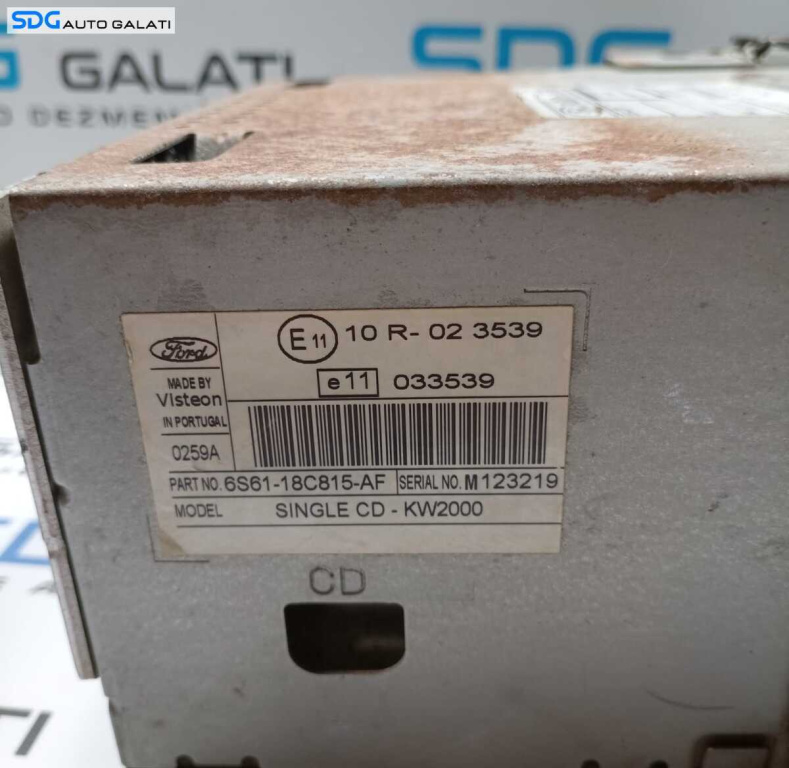 SDG AUTO GALATI
GALATI
SDG
DEZMEN
Ford
MADE BY
Visteon
IN PORTUGAL
0259A
E11 10 R- 02 3539
e11 033539
PART NO. 6S61-18C815-AF SERIAL NO. M123219
MODEL SINGLE CD - KW2000
CD